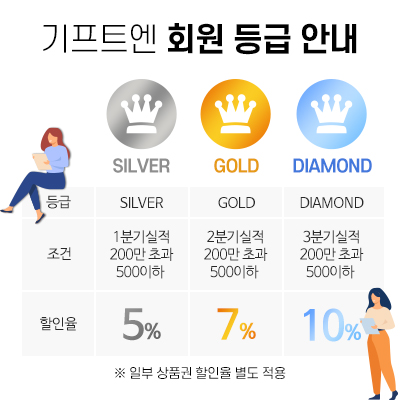 기프트엔 회원 등급 안내
SILVER GOLD DIAMOND
등급 SILVER GOLD DIAMOND
조건 1분기실적 2분기실적 3분기실적
200만 초과 200만 초과 200만 초과
500이하 500이하 500이하
할인율 5% 7% 10%
※ 일부 상품권 할인율 별도 적용